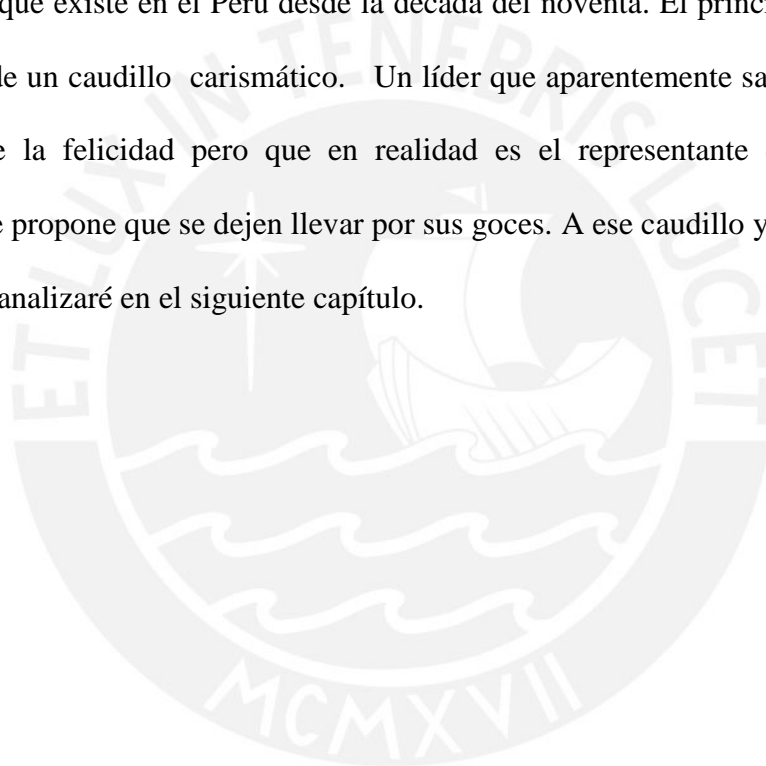 que existe en el Perú desde la década del noventa. El princi
de un caudillo carismático. Un líder que aparentemente sa
e la felicidad pero que en realidad es el representante
e propone que se dejen llevar por sus goces. A ese caudillo y
analizaré en el siguiente capítulo.
ET LUX IN TENEBRIS LUCET
MCMXVII